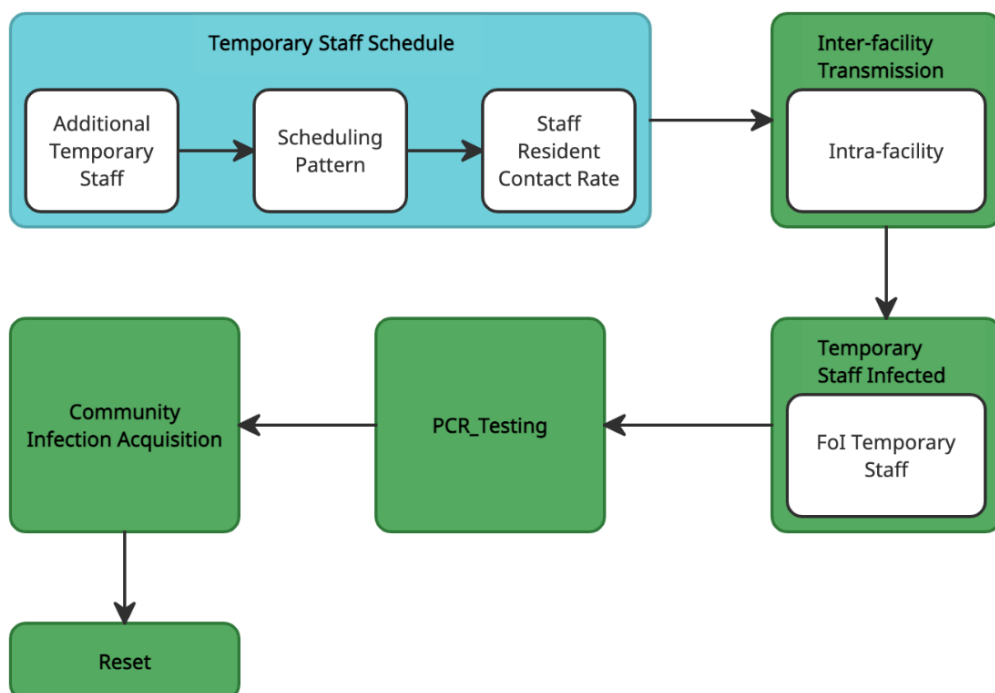 Temporary Staff Schedule
Additional
Temporary
Staff
Scheduling
Pattern
Staff
Resident
Contact Rate
Inter-facility
Transmission
Intra-facility
Temporary
Staff Infected
FoI Temporary
Staff
PCR_Testing
Community
Infection Acquisition
Reset